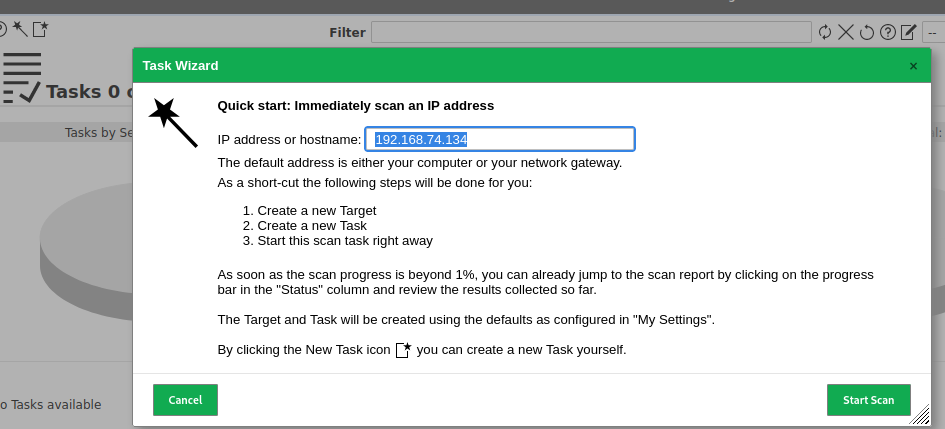 Filter
--
Task Wizard
×
Tasks 0
Quick start: Immediately scan an IP address
Tasks by Se
IP address or hostname: 192.168.74.134
The default address is either your computer or your network gateway.
As a short-cut the following steps will be done for you:
1. Create a new Target
2. Create a new Task
3. Start this scan task right away
As soon as the scan progress is beyond 1%, you can already jump to the scan report by clicking on the progress
bar in the "Status" column and review the results collected so far.
The Target and Task will be created using the defaults as configured in "My Settings".
By clicking the New Task icon you can create a new Task yourself.
o Tasks available
Cancel
Start Scan